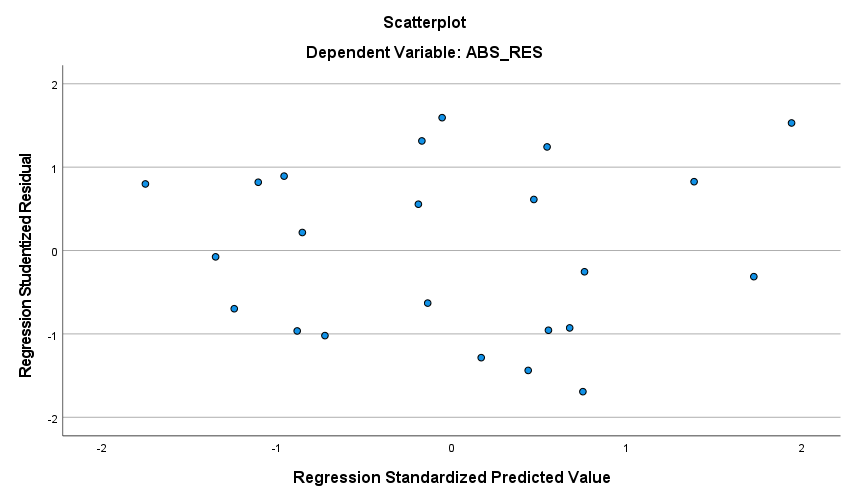 Scatterplot
Dependent Variable: ABS_RES
Regression Studentized Residual
2
1
0
-1
-2
-2
-1
0
1
2
Regression Standardized Predicted Value